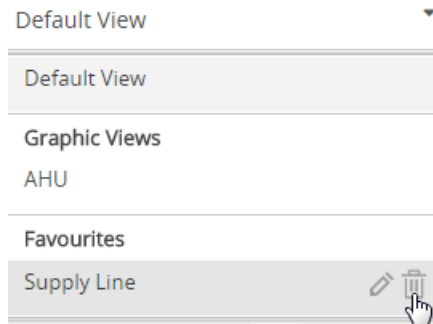 Default View
Default View
Graphic Views
AHU
Favourites
Supply Line